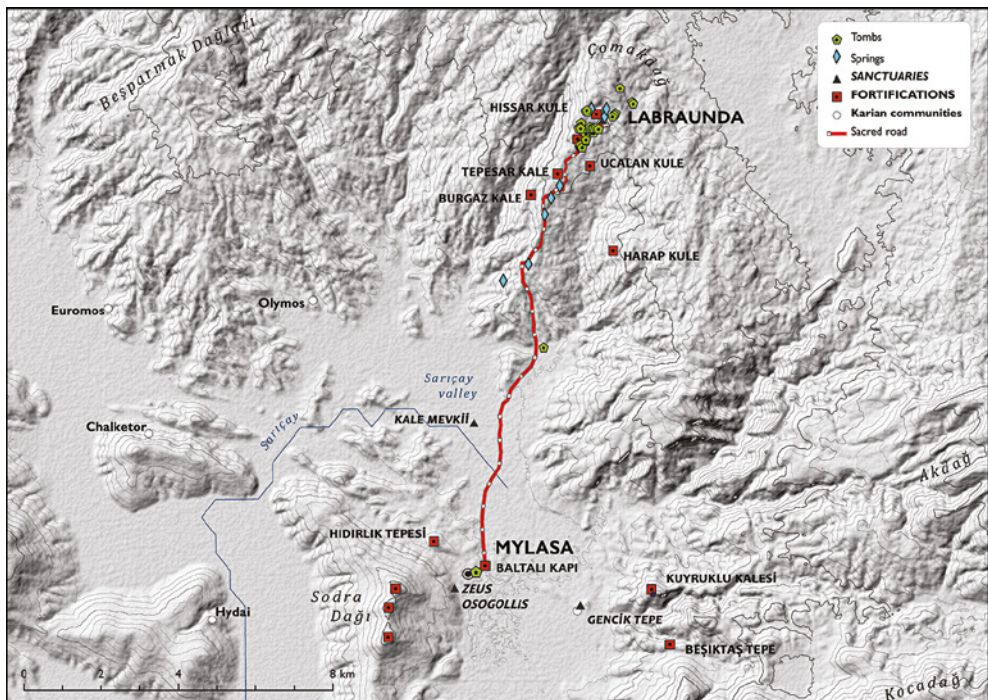 Beşparmak Dağları
Çomakdağ
Tombs
Springs
SANCTUARIES
FORTIFICATIONS
Karian communities
Sacred road
HISSAR KULE
LABRAUNDA
TEPESAR KALE
UCALAN KULE
BURGAZ KALE
HARAP KULE
Euromos
Olymos
Sarıçay
valley
KALE MEVKİİ
Sarıçay
Chalketor
Akdağ
HIDIRLIK TEPESİ
MYLASA
BALTALI KAPI
ZEUS
OSOGOLLIS
KUYRUKLU KALESİ
Sodra
Dağı
GENCİK TEPE
Hydai
BEŞIKTAŞ TEPE
Kocadağ
0 2 4 8 km